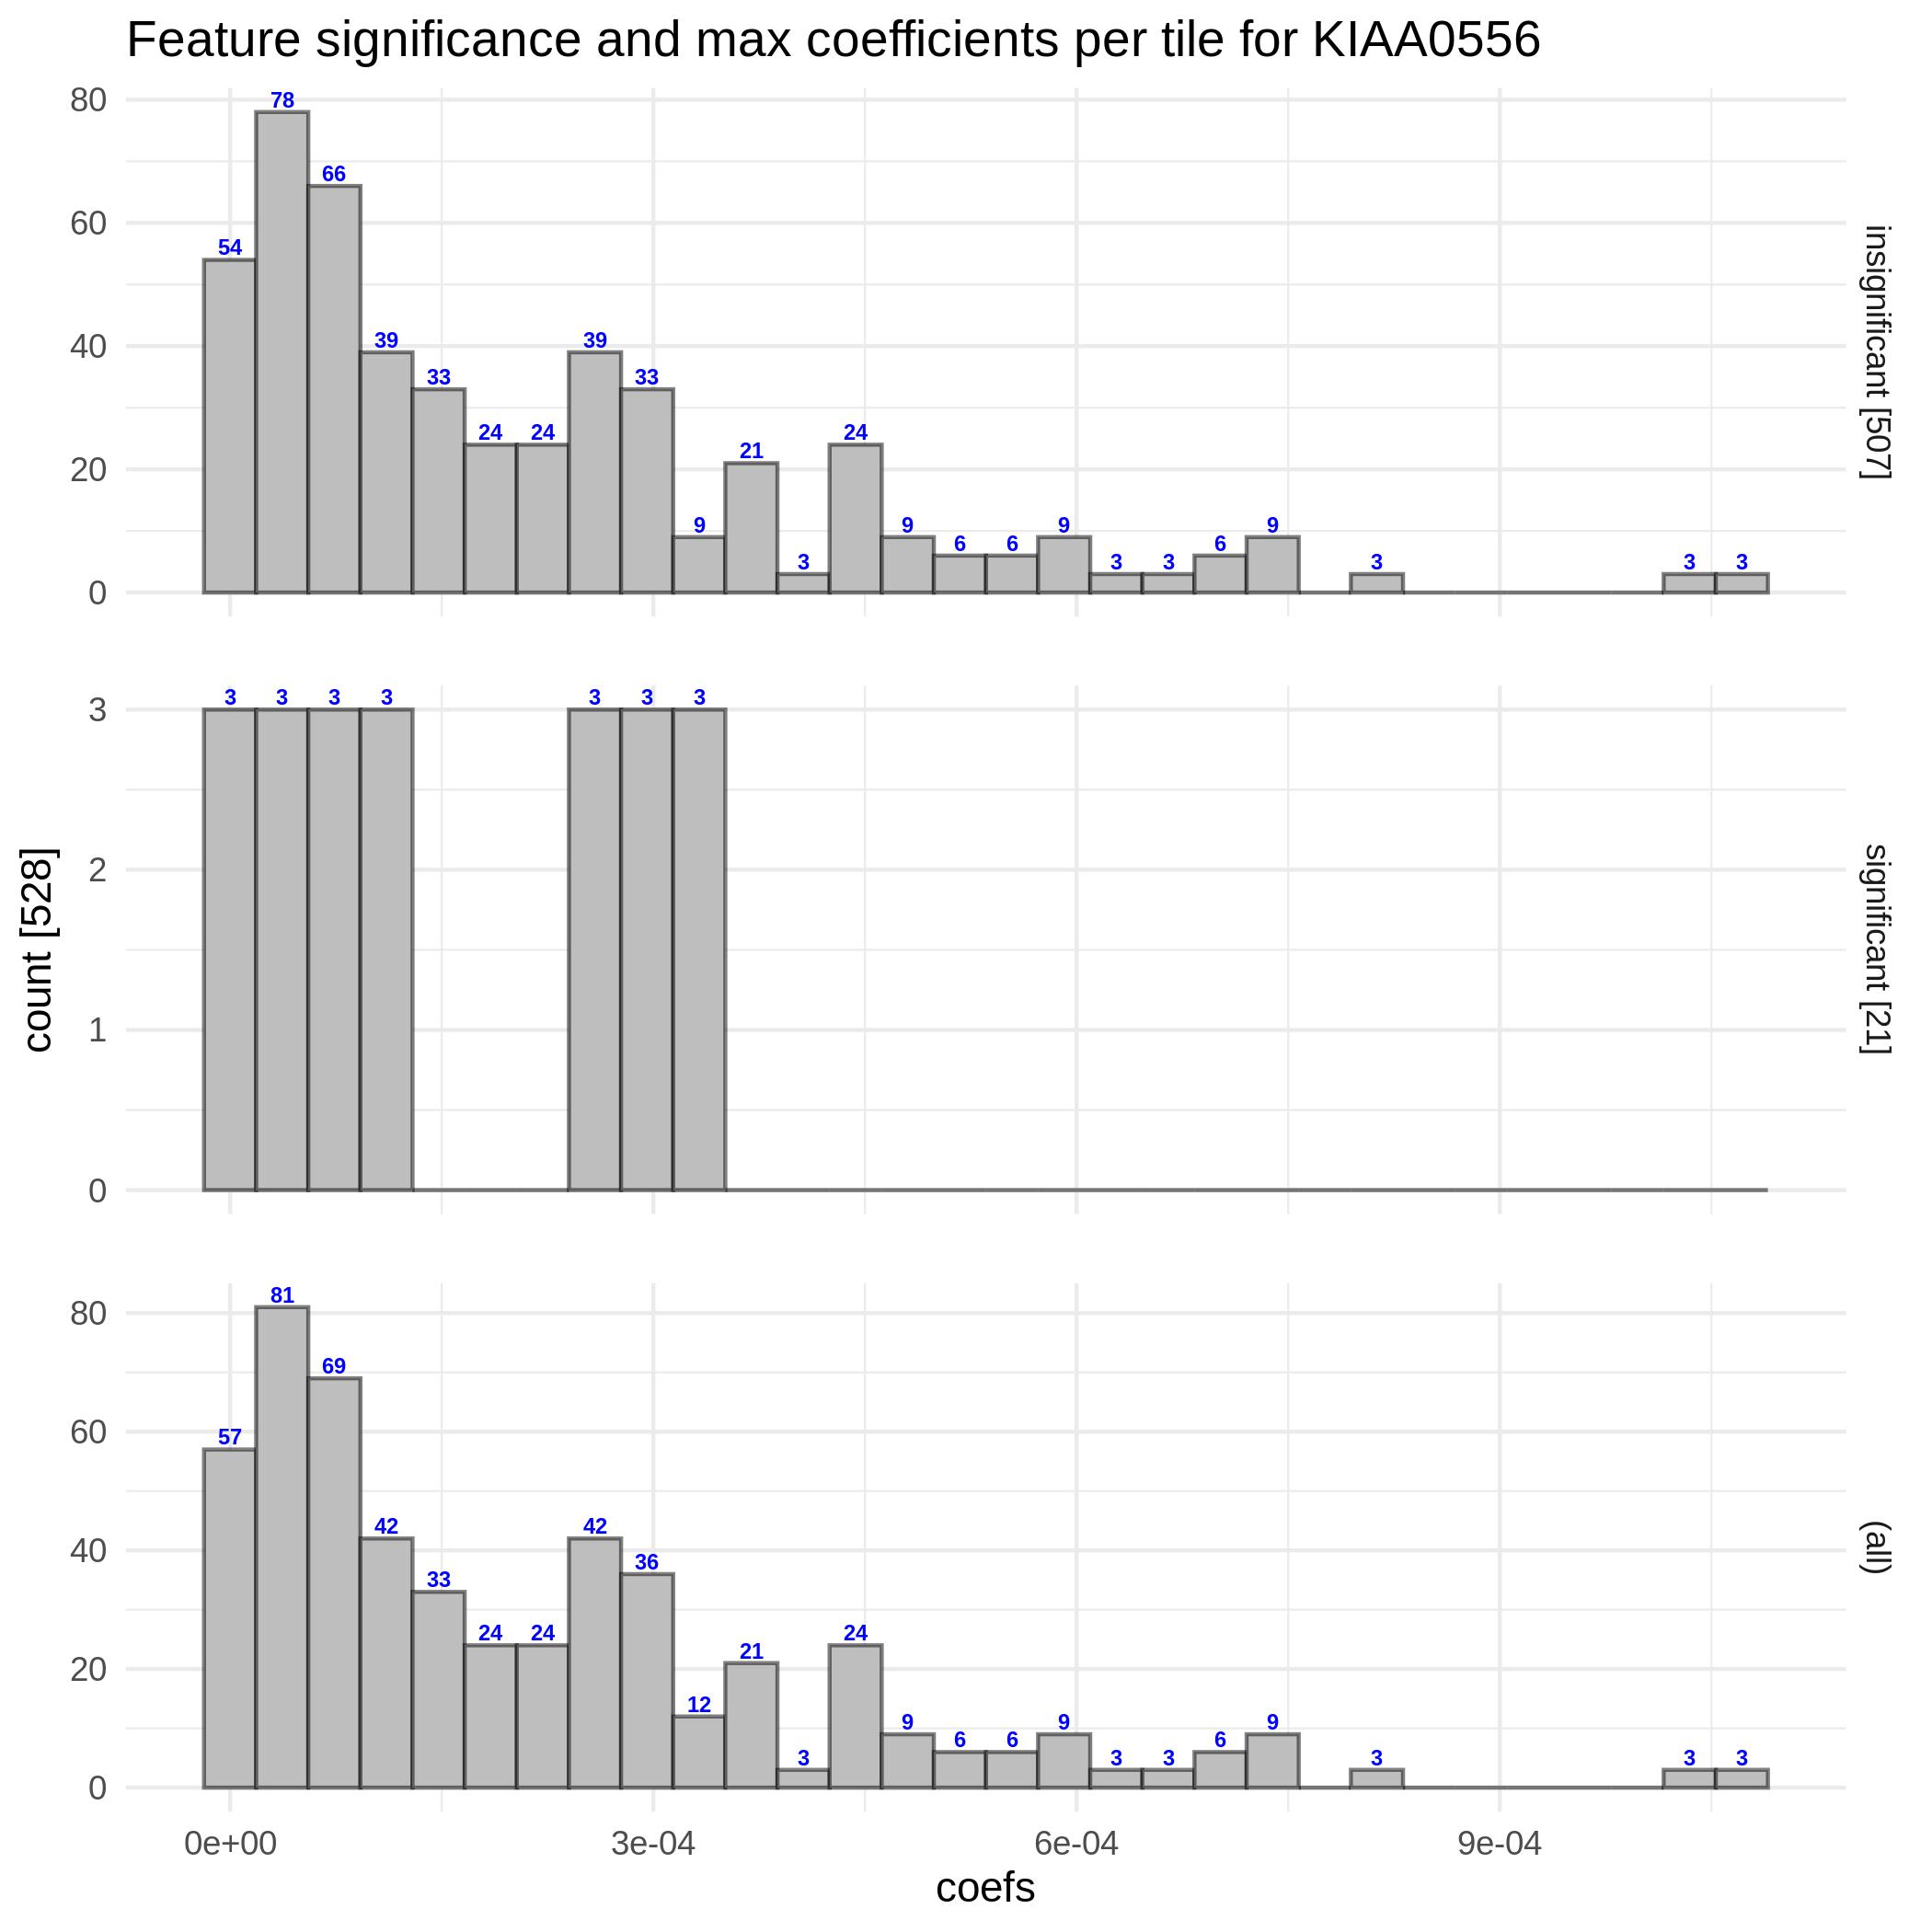 Feature significance and max coefficients per tile for KIAA0556
80
60
40
20
0
54 78 66 39 33 24 24 39 33 9 21 3 24 9 6 6 9 3 3 6 9 3 3 3
insignificant [507]
3
2
1
0
3 3 3 3 3 3 3
significant [21]
count [528]
80
60
40
20
0
57 81 69 42 33 24 24 42 36 12 21 3 24 9 6 6 9 3 3 6 9 3 3 3
(all)
0e+00 3e-04 6e-04 9e-04
coefs